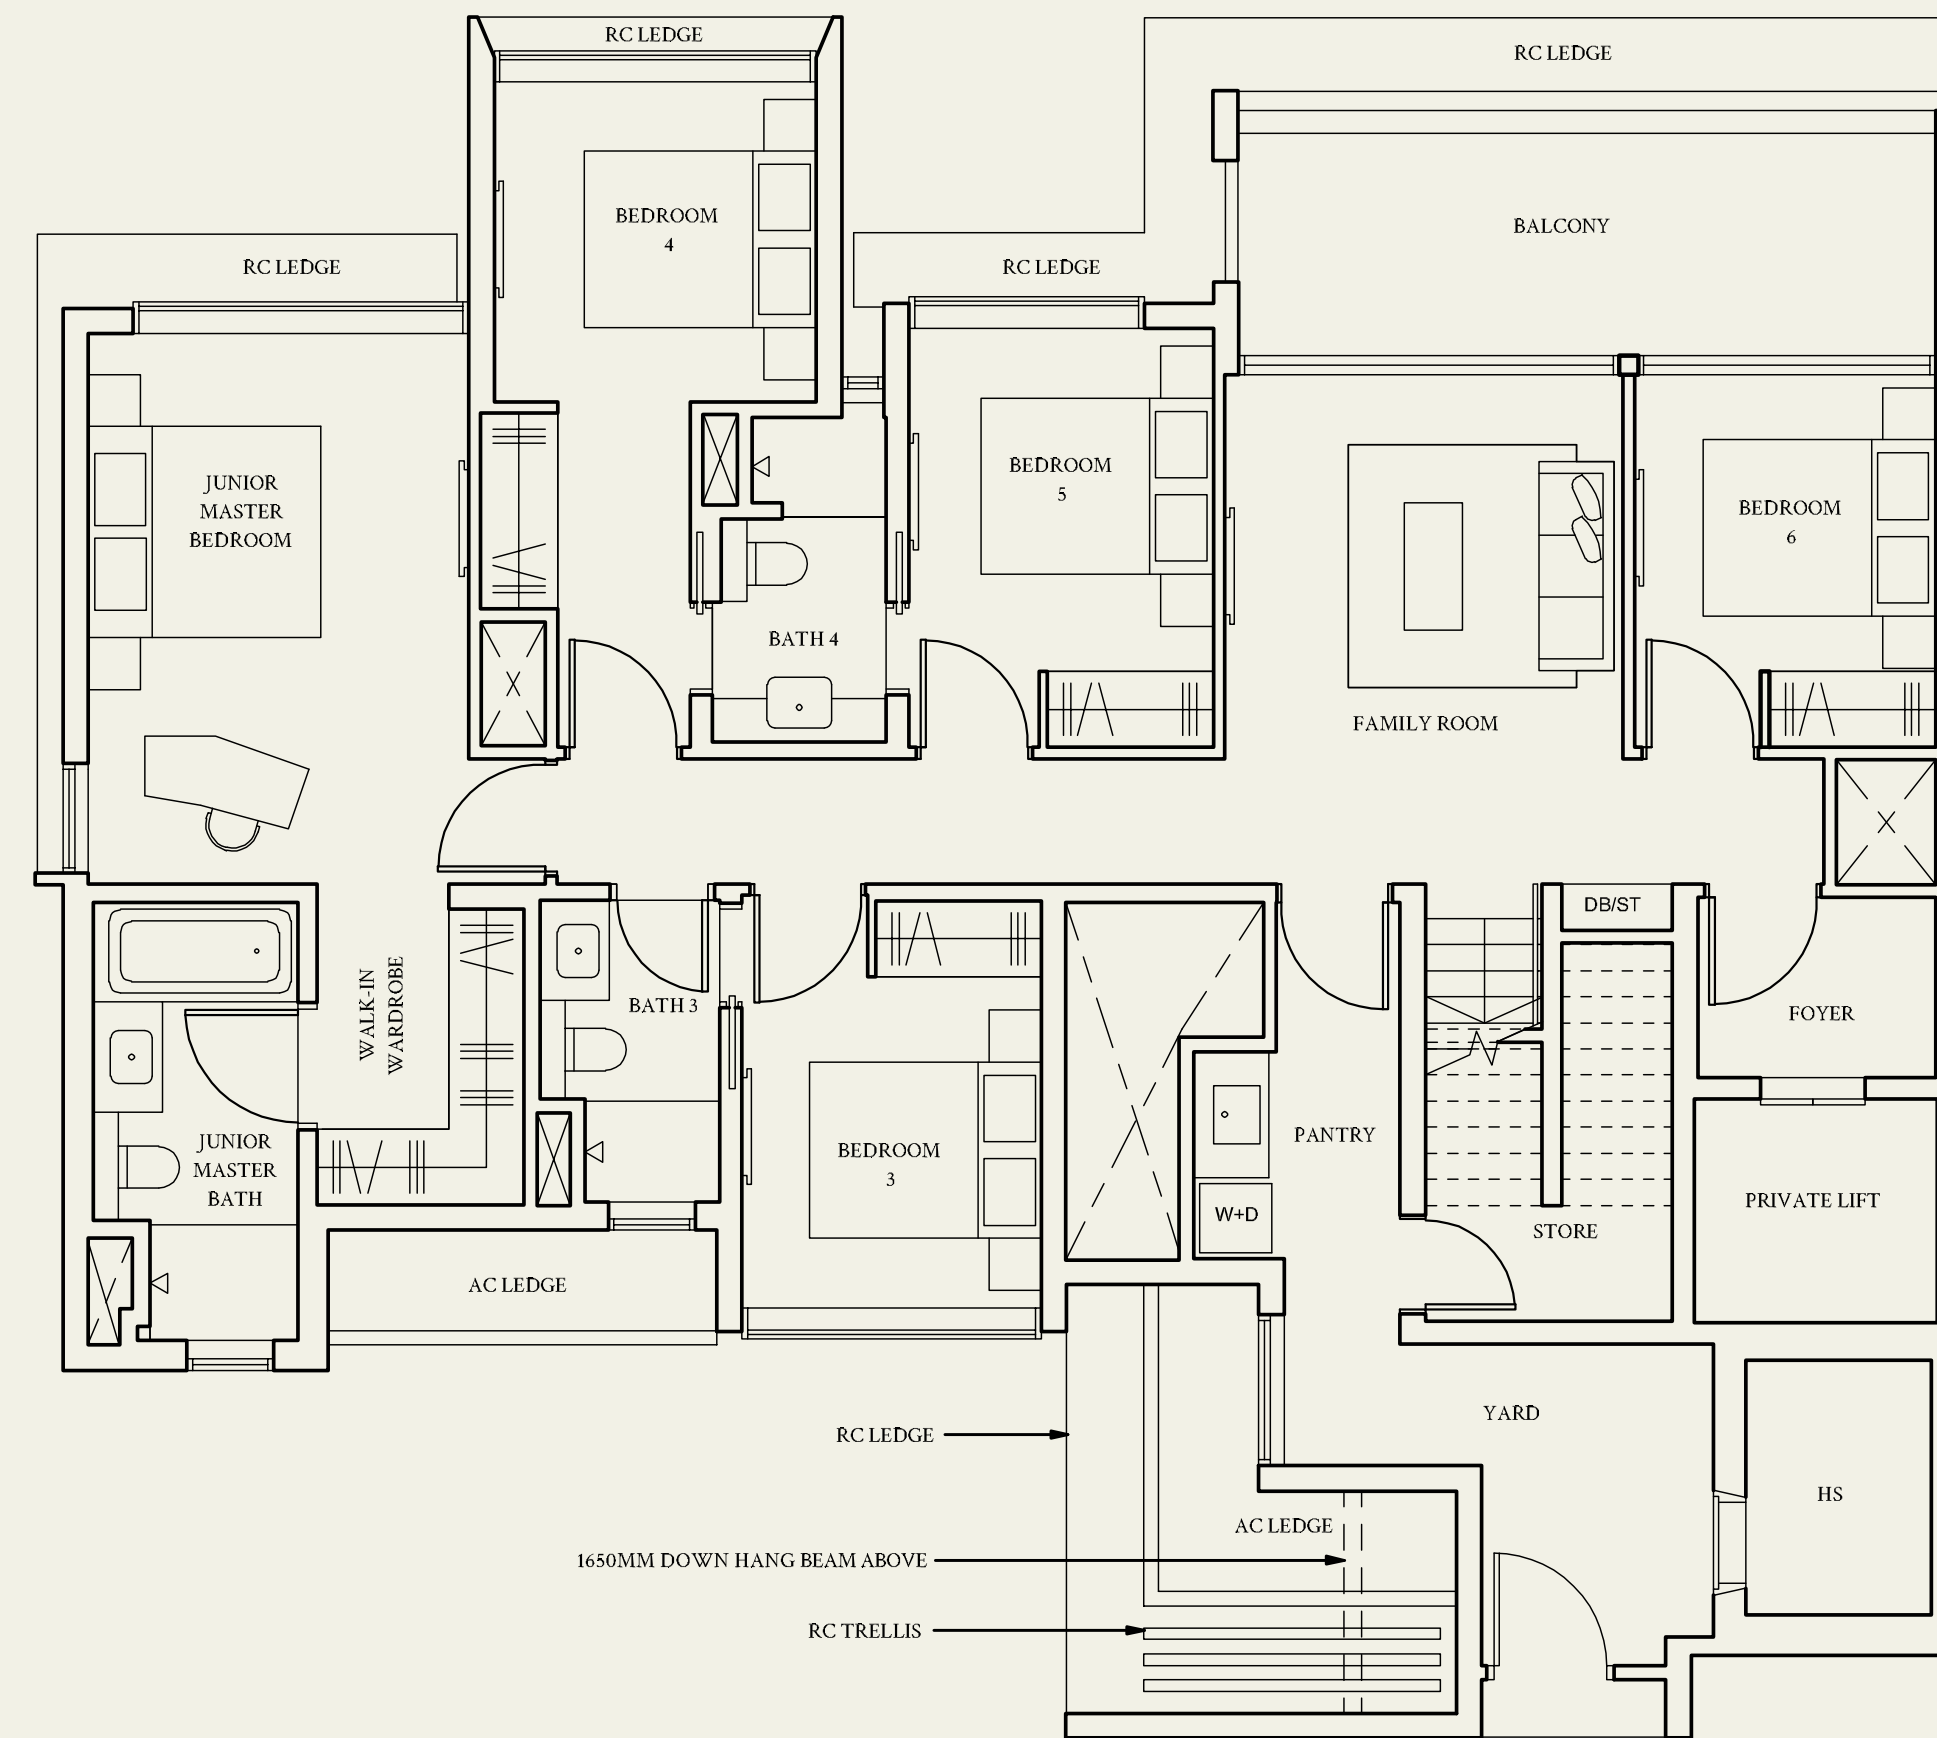 RC LEDGE
RC LEDGE
BEDROOM
4
BALCONY
RC LEDGE
RC LEDGE
JUNIOR
MASTER
BEDROOM
BEDROOM
5
BEDROOM
6
BATH 4
FAMILY ROOM
DB/ST
WALK-IN
WARDROBE
BATH 3
FOYER
JUNIOR
MASTER
BATH
BEDROOM
3
PANTRY
W+D
STORE
PRIVATE LIFT
AC LEDGE
YARD
RC LEDGE
HS
AC LEDGE
1650MM DOWN HANG BEAM ABOVE
RC TRELLIS